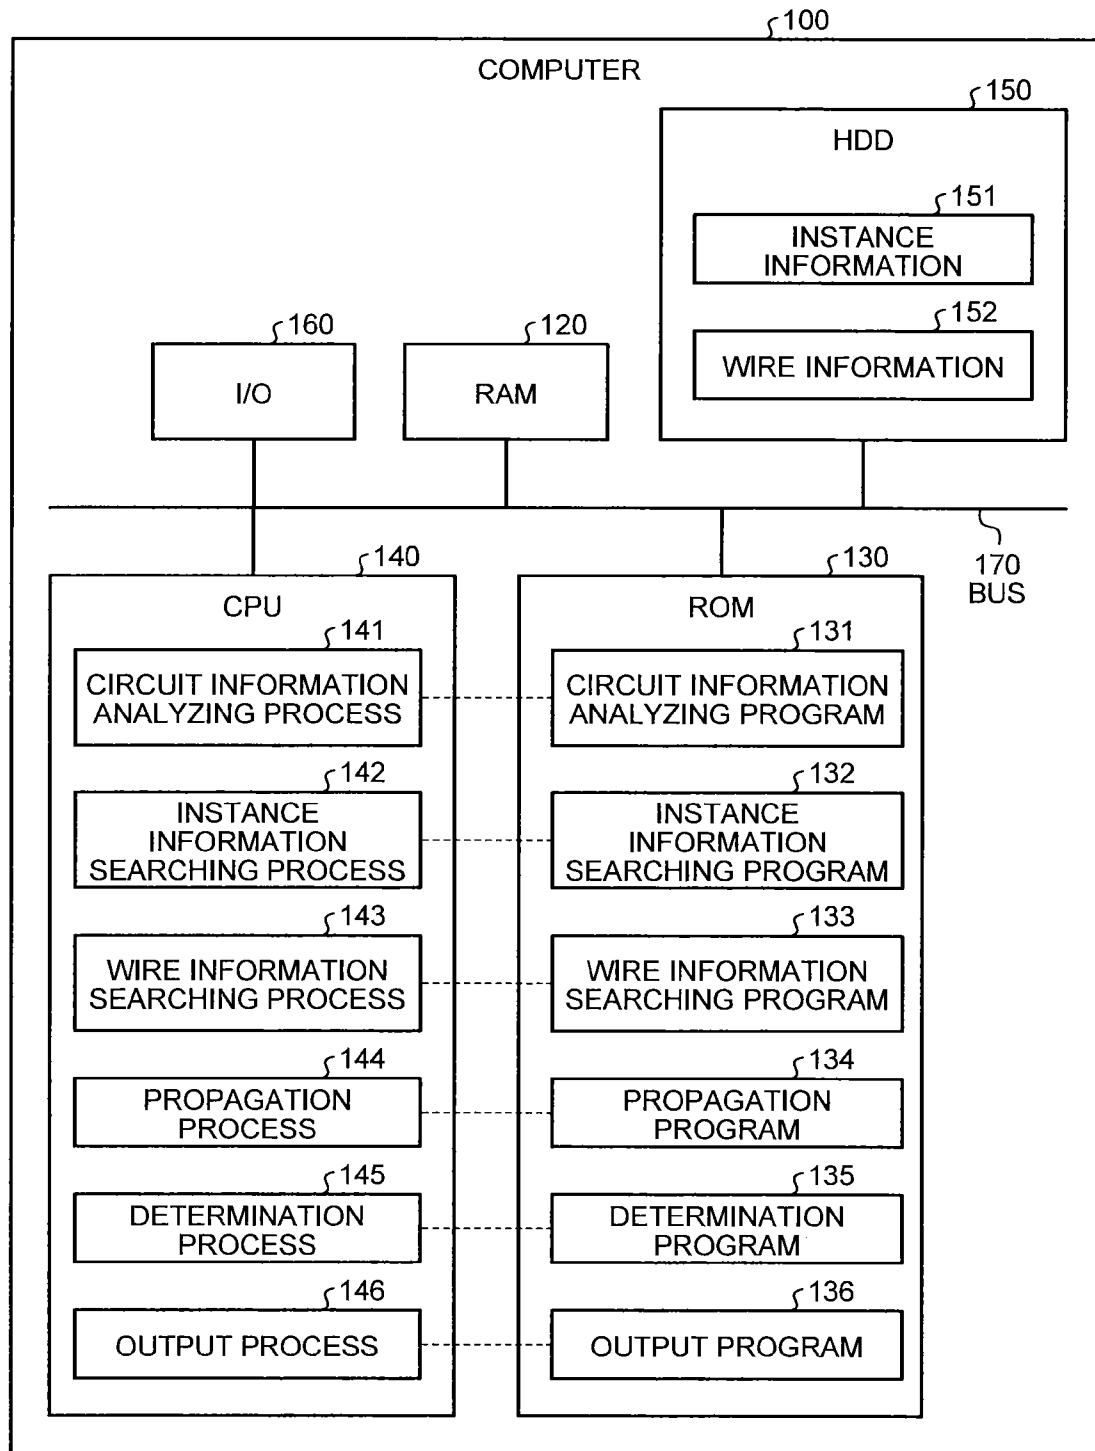 100
COMPUTER
150
HDD
151
INSTANCE
INFORMATION
152
WIRE INFORMATION
160
I/O
120
RAM
170
BUS
140
CPU
141
CIRCUIT INFORMATION
ANALYZING PROCESS
142
INSTANCE
INFORMATION
SEARCHING PROCESS
143
WIRE INFORMATION
SEARCHING PROCESS
144
PROPAGATION
PROCESS
145
DETERMINATION
PROCESS
146
OUTPUT PROCESS
130
ROM
131
CIRCUIT INFORMATION
ANALYZING PROGRAM
132
INSTANCE
INFORMATION
SEARCHING PROGRAM
133
WIRE INFORMATION
SEARCHING PROGRAM
134
PROPAGATION
PROGRAM
135
DETERMINATION
PROGRAM
136
OUTPUT PROGRAM